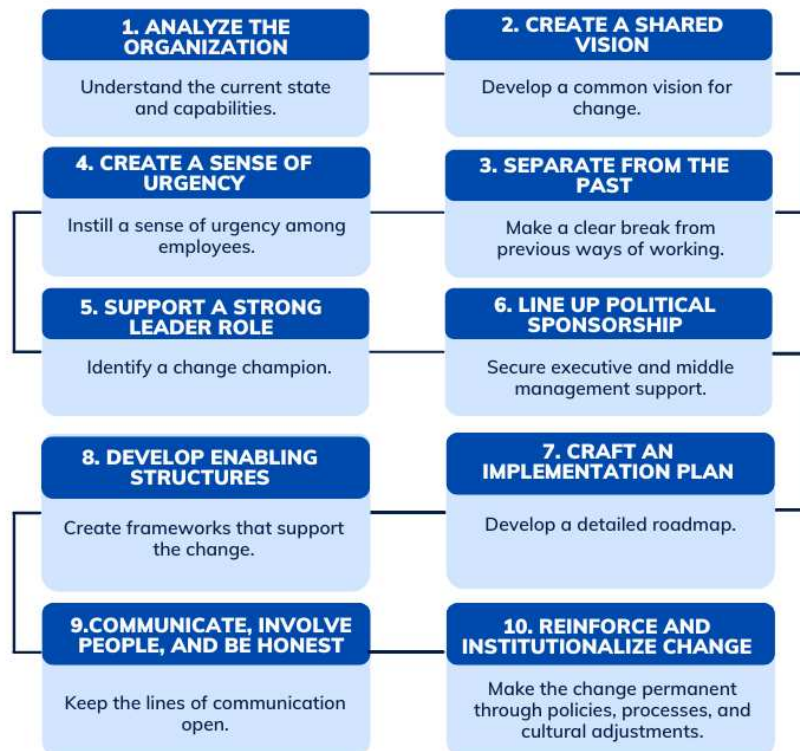 1. ANALYZE THE
ORGANIZATION
Understand the current state
and capabilities.
2. CREATE A SHARED
VISION
Develop a common vision for
change.
3. SEPARATE FROM THE
PAST
Make a clear break from
previous ways of working.
4. CREATE A SENSE OF
URGENCY
Instill a sense of urgency among
employees.
5. SUPPORT A STRONG
LEADER ROLE
Identify a change champion.
6. LINE UP POLITICAL
SPONSORSHIP
Secure executive and middle
management support.
7. CRAFT AN
IMPLEMENTATION PLAN
Develop a detailed roadmap.
8. DEVELOP ENABLING
STRUCTURES
Create frameworks that support
the change.
9.COMMUNICATE, INVOLVE
PEOPLE, AND BE HONEST
Keep the lines of communication
open.
10. REINFORCE AND
INSTITUTIONALIZE CHANGE
Make the change permanent
through policies, processes, and
cultural adjustments.